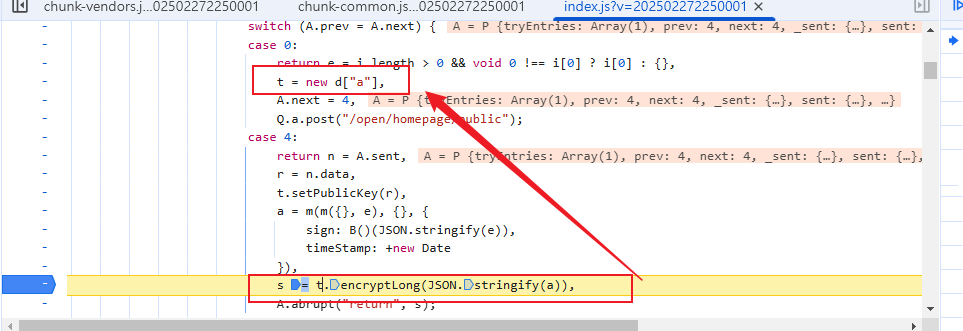 chunk-vendors.j...02502272250001 chunk-common.js...02502272250001 index.js?v=202502272250001 ×
switch (A.prev = A.next) { A = P {tryEntries: Array(1), prev: 4, next: 4, _sent: {…}, sent:
case 0:
return e = i.length > 0 && void 0 !== i[0] ? i[0] : {},
t = new d["a"],
A.next = 4, A = P {tryEntries: Array(1), prev: 4, next: 4, _sent: {…}, sent: {…}, …}
Q.a.post("/open/homepage/public");
case 4:
return n = A.sent, A = P {tryEntries: Array(1), prev: 4, next: 4, _sent: {…}, sent: {…},
r = n.data,
t.setPublicKey(r),
a = m(m({}, e), {}, {
sign: B()(JSON.stringify(e)),
timeStamp: +new Date
}),
s = t.encryptLong(JSON.stringify(a)),
A.abrupt("return", s);